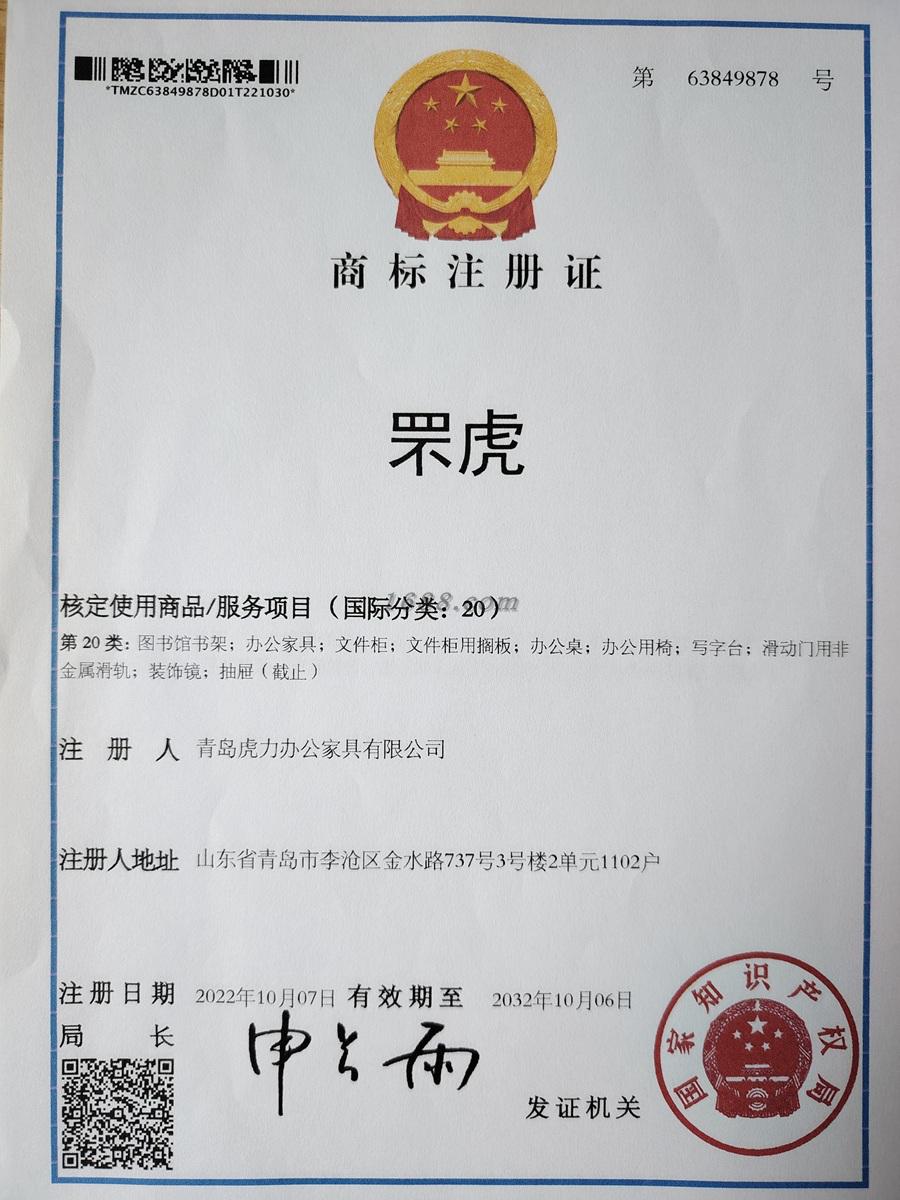 *TMZC63849878D01T221030*
第 63849878 号
商标注册证
罘虎
核定使用商品/服务项目（国际分类：20）
1688.com
第 20 类：图书馆书架；办公家具；文件柜；文件柜用搁板；办公桌；办公用椅；写字台；滑动门用非
金属滑轨；装饰镜；抽屉（截止）
注 册 人 青岛虎力办公家具有限公司
注册人地址 山东省青岛市李沧区金水路737号3号楼2单元1102户
注册日期 2022年10月07日 有效期至 2032年10月06日
局 长 申长雨
发证机关
国家知识产权局